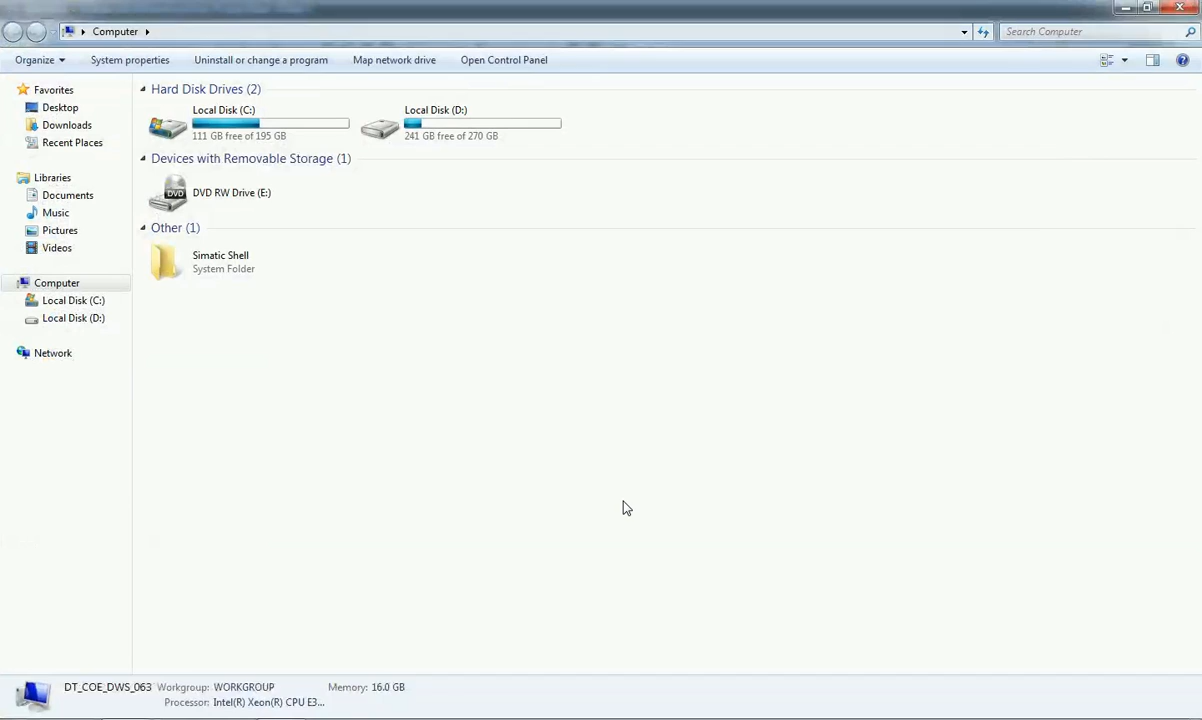 Computer
Search Computer
Organize
System properties
Uninstall or change a program
Map network drive
Open Control Panel
Favorites
Desktop
Downloads
Recent Places
Libraries
Documents
Music
Pictures
Videos
Computer
Local Disk (C:)
Local Disk (D:)
Network
Hard Disk Drives (2)
Local Disk (C:)
111 GB free of 195 GB
Local Disk (D:)
241 GB free of 270 GB
Devices with Removable Storage (1)
DVD
DVD RW Drive (E:)
Other (1)
Simatic Shell
System Folder
DT_COE_DWS_063 Workgroup: WORKGROUP Memory: 16.0 GB
Processor: Intel(R) Xeon(R) CPU E3...